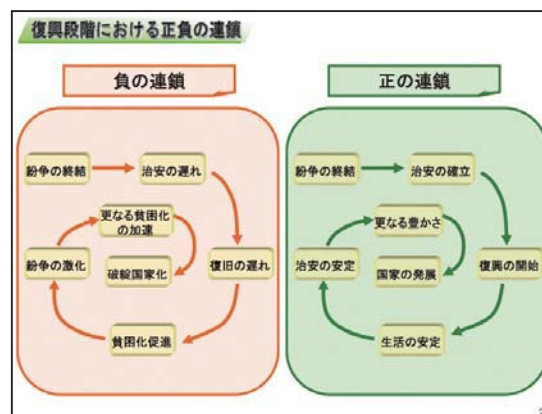 復興段階における正負の連鎖
負の連鎖
紛争の終結
治安の遅れ
更なる貧困化
の加速
紛争の激化
破綻国家化
復旧の遅れ
貧困化促進
正の連鎖
紛争の終結
治安の確立
更なる豊かさ
治安の安定
国家の発展
復興の開始
生活の安定